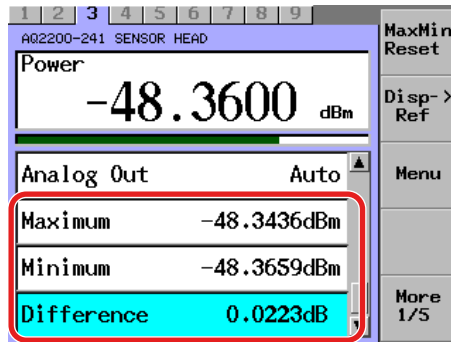 1 2 3 4 5 6 7 8 9
AQ2200-241 SENSOR HEAD
Power
-48.3600 dBm
Analog Out Auto
Maximum -48.3436dBm
Minimum -48.3659dBm
Difference 0.0223dB
MaxMin
Reset
Disp->
Ref
Menu
More
1/5